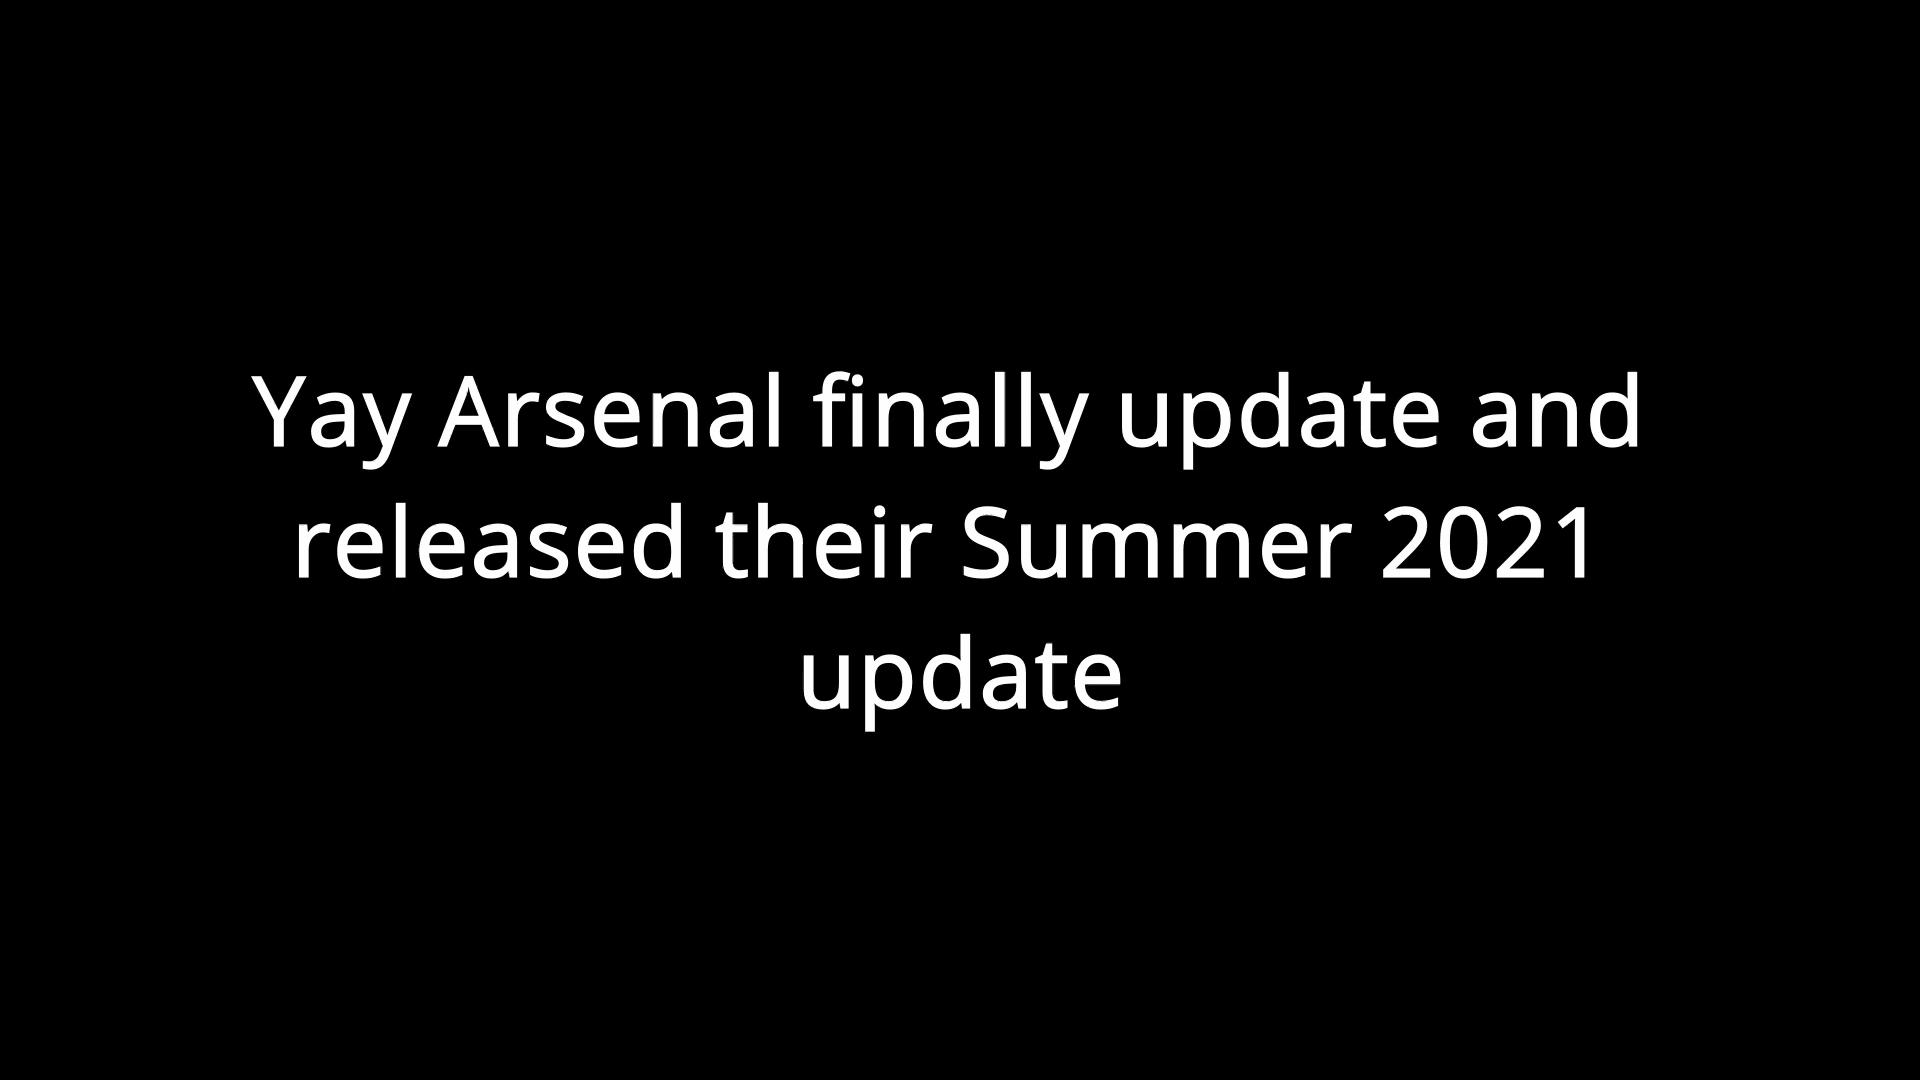 Yay Arsenal finally update and
released their Summer 2021
update